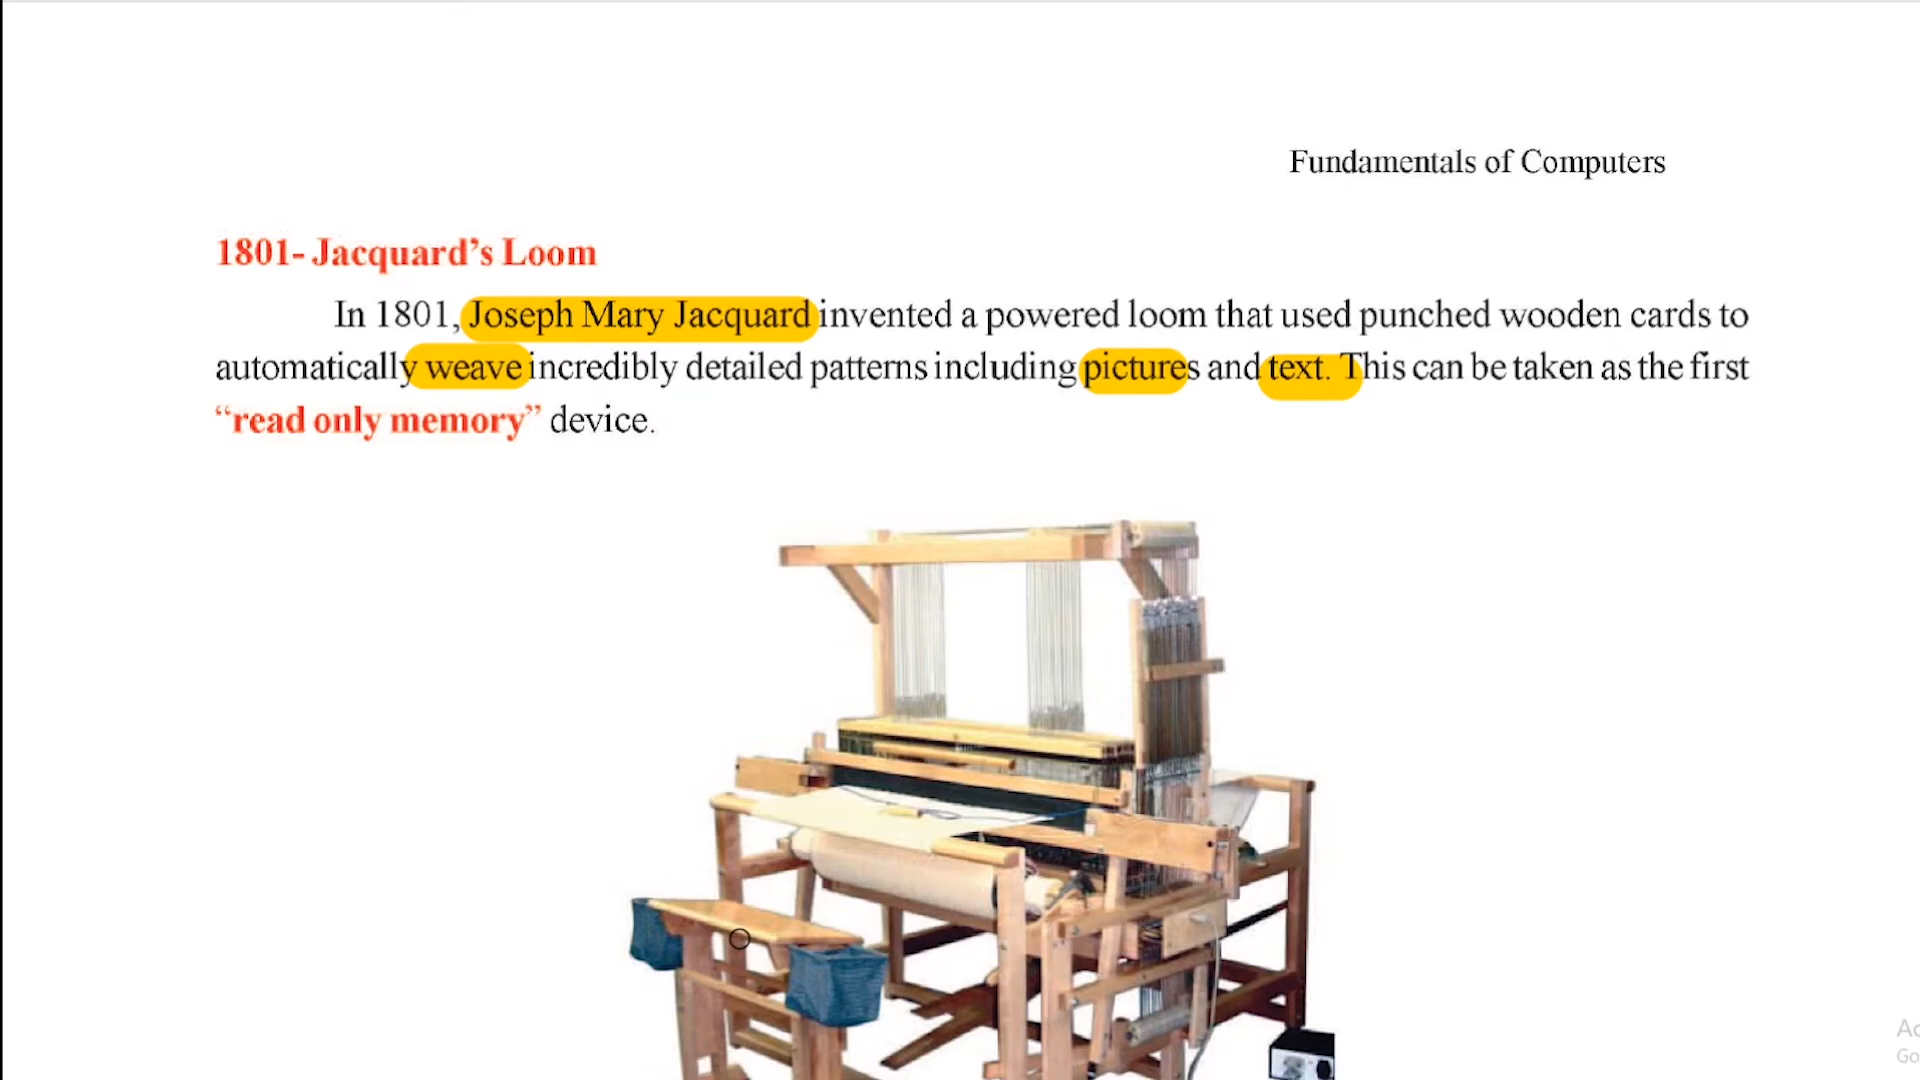 Fundamentals of Computers
1801- Jacquard’s Loom
In 1801, Joseph Mary Jacquard invented a powered loom that used punched wooden cards to
automatically weave incredibly detailed patterns including pictures and text. This can be taken as the first
“read only memory” device.